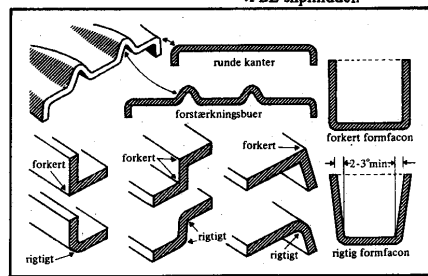 runde kanter
forstærkningsbuer
forkert formfacon
forkert
forkert
forkert
2-3° min.
rigtigt
rigtigt
rigtigt
rigtig formfacon